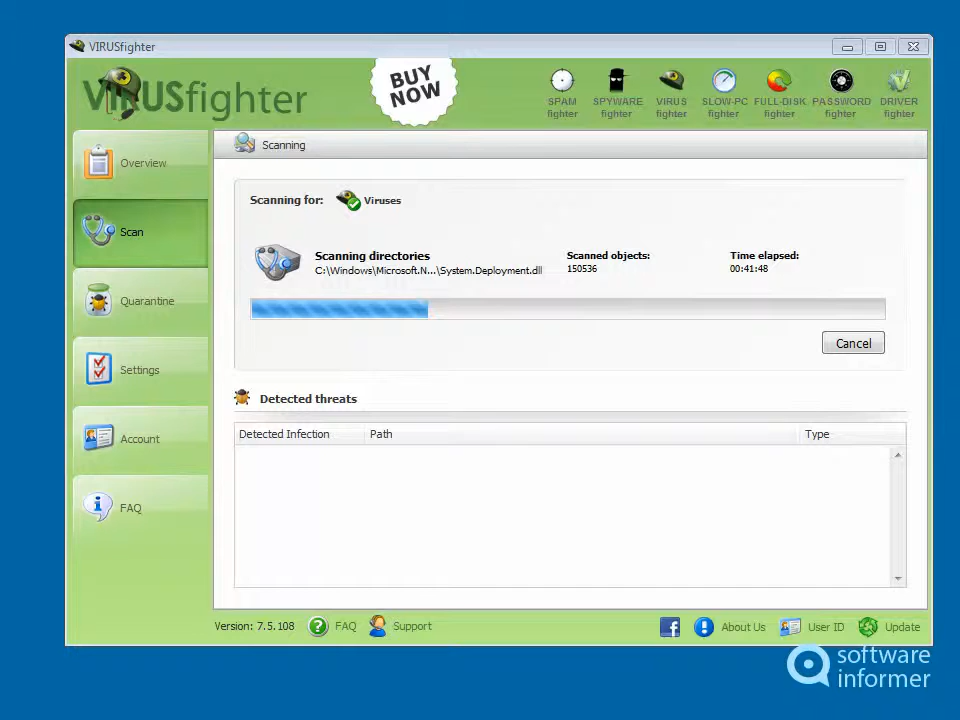 VIRUSfighter
VIRUSfighter
BUY
NOW
SPAM
fighter
SPYWARE
fighter
VIRUS
fighter
SLOW-PC
fighter
FULL-DISK
fighter
PASSWORD
fighter
DRIVER
fighter
Overview
Scan
Quarantine
Settings
Account
FAQ
Scanning
Scanning for: Viruses
Scanning directories
C:\Windows\Microsoft.N...\System.Deployment.dll
Scanned objects:
150536
Time elapsed:
00:41:48
Cancel
Detected threats
Detected Infection Path Type
Version: 7.5.108 FAQ Support About Us User ID Update
software
informer